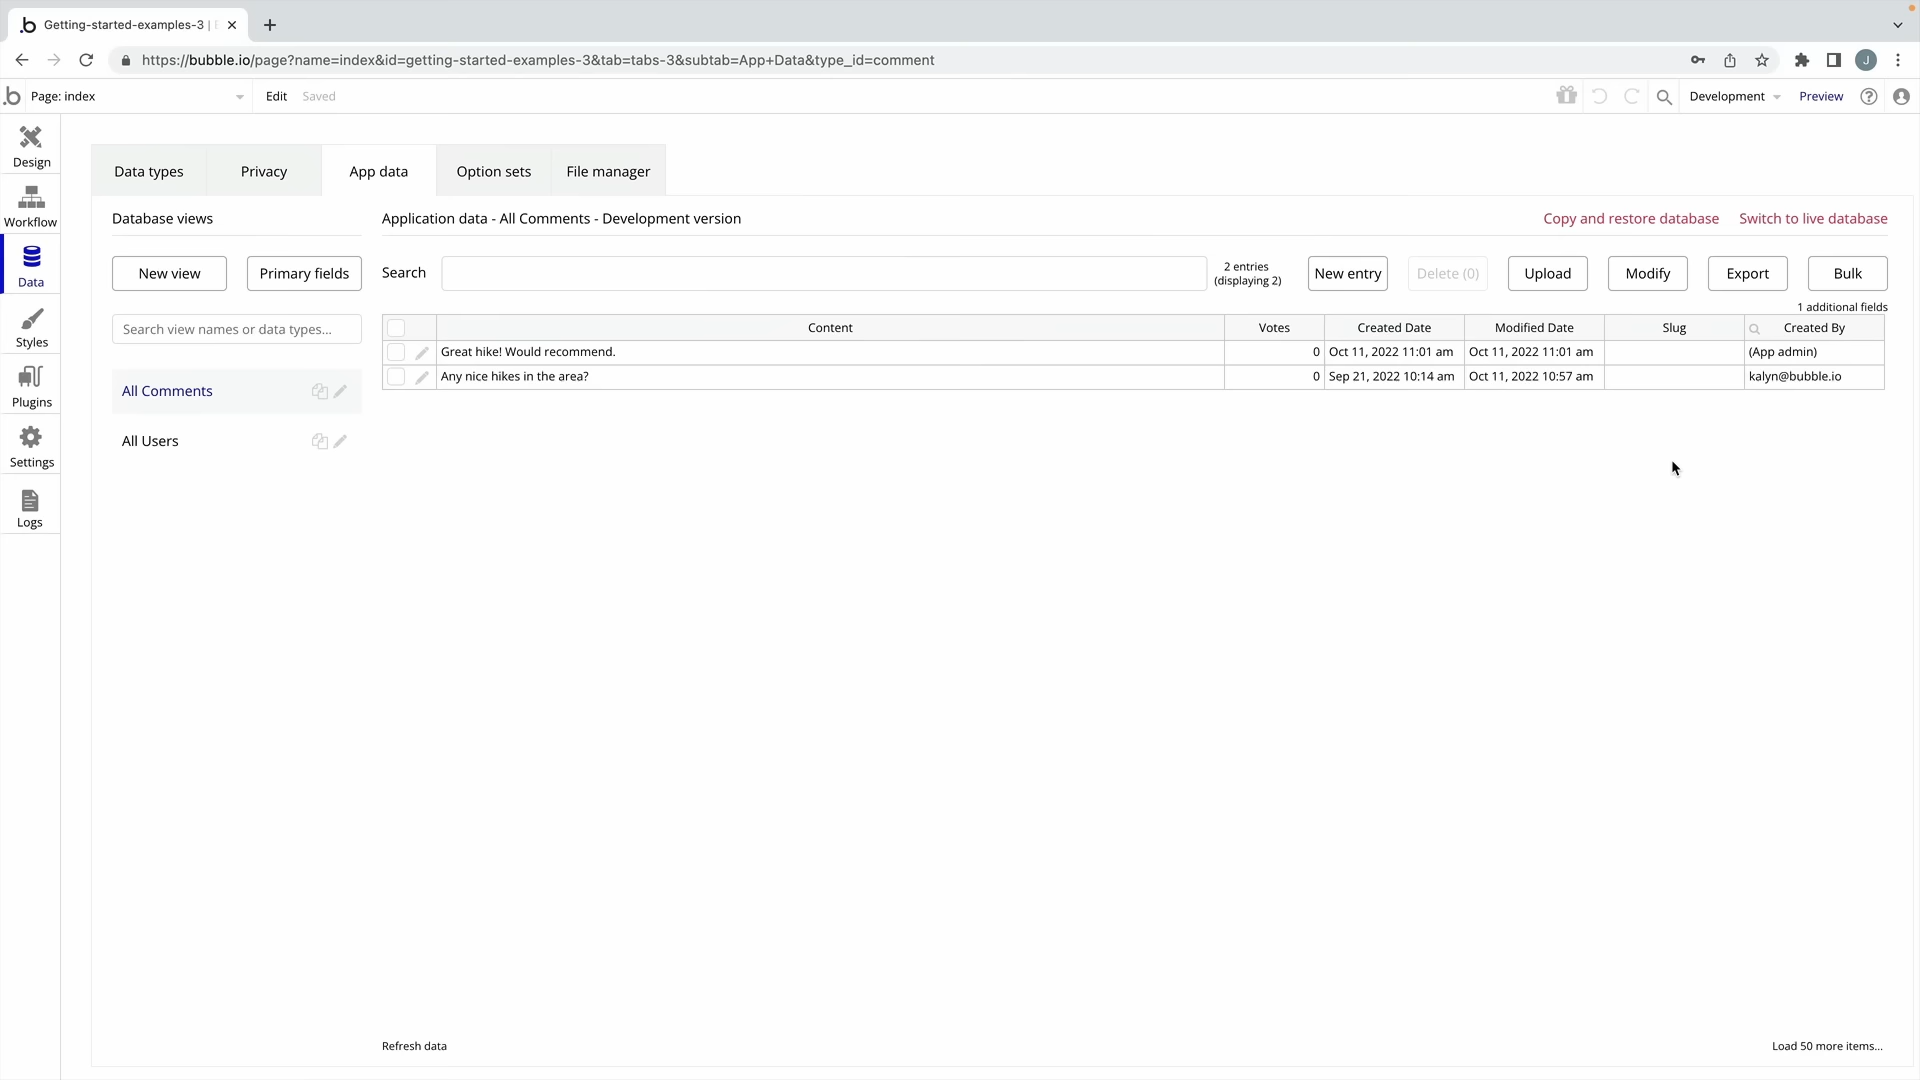 Getting-started-examples-3 |
https://bubble.io/page?name=index&id=getting-started-examples-3&tab=tabs-3&subtab=App+Data&type_id=comment
J
Page: index
Edit
Saved
Development
Preview
Design
Workflow
Data
Styles
Plugins
Settings
Logs
Data types
Privacy
App data
Option sets
File manager
Database views
New view
Primary fields
Search view names or data types...
All Comments
All Users
Application data - All Comments - Development version
Copy and restore database
Switch to live database
Search
2 entries
(displaying 2)
New entry
Delete (0)
Upload
Modify
Export
Bulk
1 additional fields
Content Votes Created Date Modified Date Slug Created By
Great hike! Would recommend. 0 Oct 11, 2022 11:01 am Oct 11, 2022 11:01 am (App admin)
Any nice hikes in the area? 0 Sep 21, 2022 10:14 am Oct 11, 2022 10:57 am kalyn@bubble.io
Refresh data
Load 50 more items...